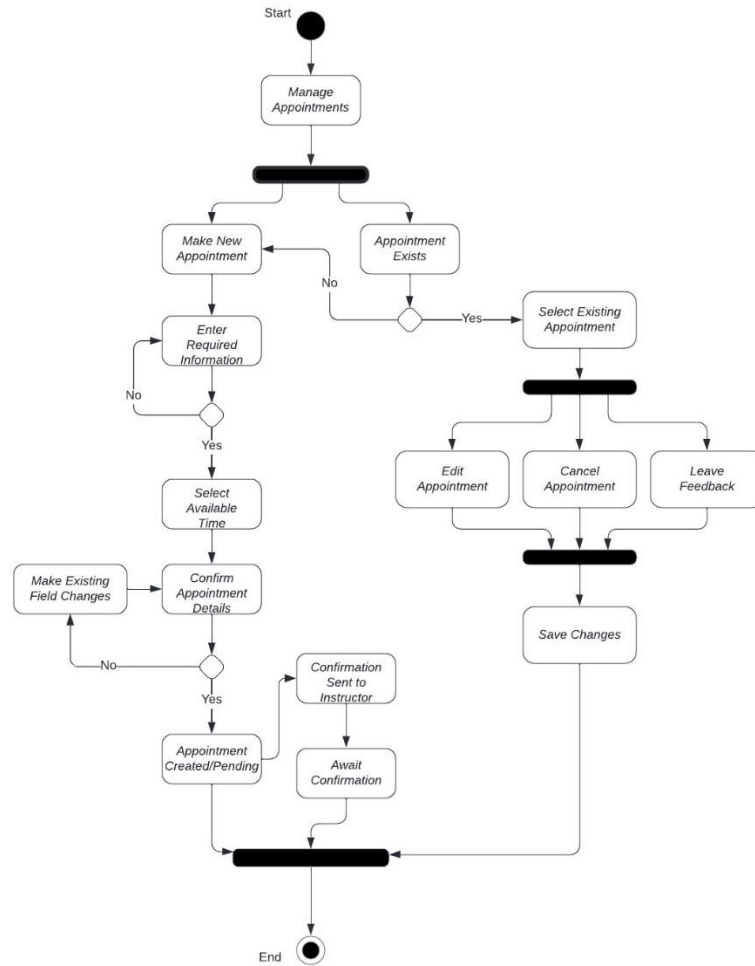 Start
Manage
Appointments
Make New
Appointment
Appointment
Exists
No
Yes
Select Existing
Appointment
Enter
Required
Information
No
Yes
Edit
Appointment
Cancel
Appointment
Leave
Feedback
Select
Available
Time
Make Existing
Field Changes
Confirm
Appointment
Details
Save Changes
No
Yes
Confirmation
Sent to
Instructor
Appointment
Created/Pending
Await
Confirmation
End